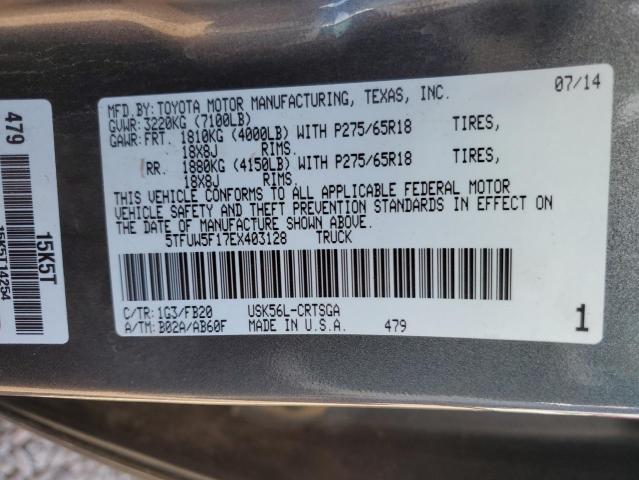 MFD.BY:TOYOTA MOTOR MANUFACTURING, TEXAS, INC. 07/14
GVWR: 3220KG (7100LB)
GAWR:FRT. 1810KG (4000LB) WITH P275/65R18 TIRES,
18X8J RIMS
RR. 1880KG (4150LB) WITH P275/65R18 TIRES,
18X8J RIMS.
THIS VEHICLE CONFORMS TO ALL APPLICABLE FEDERAL MOTOR
VEHICLE SAFETY AND THEFT PREVENTION STANDARDS IN EFFECT ON
THE DATE OF MANUFACTURE SHOWN ABOVE.
5TFUW5F17EX403128 TRUCK
C/TR:1G3/FB20 USK56L-CRTSGA
A/TM:B02A/AB60F MADE IN U.S.A. 479 1
479
15K5T
15K5T14254